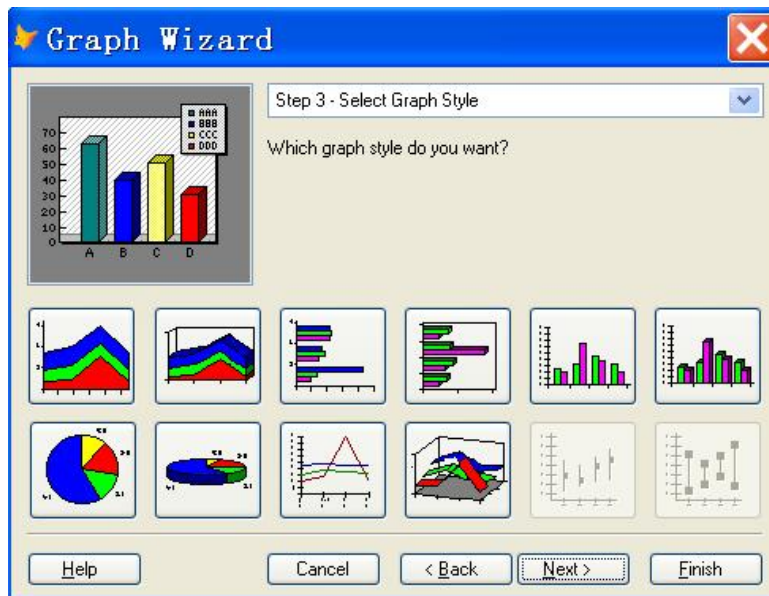 Graph Wizard
Step 3 - Select Graph Style
Which graph style do you want?
AAA
BBB
CCC
DDD
70
60
50
40
30
20
10
0
A B C D
Help Cancel < Back Next > Finish